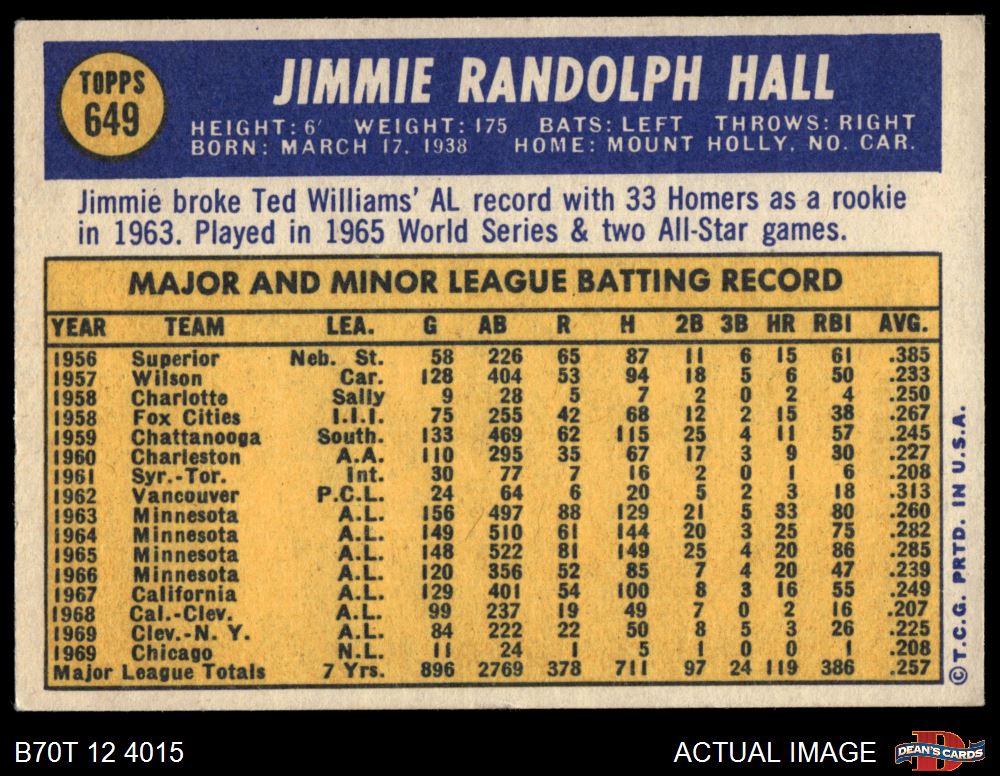 TOPPS
649
JIMMIE RANDOLPH HALL
HEIGHT: 6' WEIGHT: 175 BATS: LEFT THROWS: RIGHT
BORN: MARCH 17, 1938 HOME: MOUNT HOLLY, NO. CAR.
Jimmie broke Ted Williams' AL record with 33 Homers as a rookie
in 1963. Played in 1965 World Series & two All-Star games.
MAJOR AND MINOR LEAGUE BATTING RECORD
YEAR TEAM LEA. G AB R H 2B 3B HR RBI AVG.
1956 Superior Neb. St. 58 226 65 87 11 6 15 61 .385
1957 Wilson Car. 128 404 53 94 18 5 6 50 .233
1958 Charlotte Sally 9 28 5 7 2 0 2 4 .250
1958 Fox Cities I.I.I. 75 255 42 68 12 2 15 38 .267
1959 Chattanooga South. 133 469 62 115 25 4 11 57 .245
1960 Charleston A.A. 110 295 35 67 17 3 9 30 .227
1961 Syr.-Tor. Int. 30 77 7 16 2 0 1 6 .208
1962 Vancouver P.C.L. 24 64 6 20 5 2 3 18 .313
1963 Minnesota A.L. 156 497 88 129 21 5 33 80 .260
1964 Minnesota A.L. 149 510 61 144 20 3 25 75 .282
1965 Minnesota A.L. 148 522 81 149 25 4 20 86 .285
1966 Minnesota A.L. 120 356 52 85 7 4 20 47 .239
1967 California A.L. 129 401 54 100 8 3 16 55 .249
1968 Cal.-Clev. A.L. 99 237 19 49 7 0 2 16 .207
1969 Clev.-N. Y. A.L. 84 222 22 50 8 5 3 26 .225
1969 Chicago N.L. 11 24 1 5 1 0 0 1 .208
Major League Totals 7 Yrs. 896 2769 378 711 97 24 119 386 .257
© T.C.G. PRTD. IN U.S.A.
B70T 12 4015
ACTUAL IMAGE
D
DEAN'S CARDS